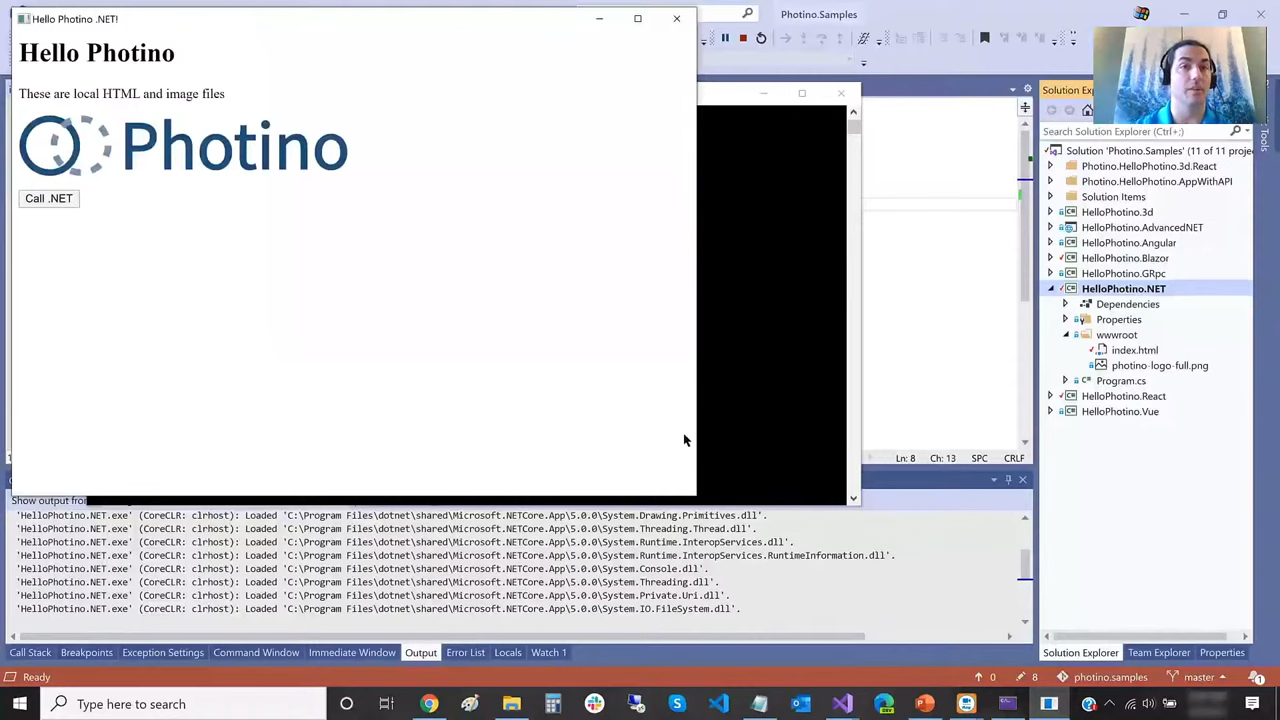 Hello Photino .NET!
Photino.Samples
Hello Photino
These are local HTML and image files
Photino
Call .NET
Search Solution Explorer (Ctrl+;)
Solution 'Photino.Samples' (11 of 11 proje
Photino.HelloPhotino.3d.React
Photino.HelloPhotino.AppWithAPI
Solution Items
HelloPhotino.3d
HelloPhotino.AdvancedNET
HelloPhotino.Angular
HelloPhotino.Blazor
HelloPhotino.GRpc
HelloPhotino.NET
Dependencies
Properties
wwwroot
index.html
photino-logo-full.png
Program.cs
HelloPhotino.React
HelloPhotino.Vue
Solution Exp
Tools
Ln: 8 Ch: 13 SPC CRLF
Show output from
'HelloPhotino.NET.exe' (CoreCLR: clrhost): Loaded 'C:\Program Files\dotnet\shared\Microsoft.NETCore.App\5.0.0\System.Drawing.Primitives.dll'.
'HelloPhotino.NET.exe' (CoreCLR: clrhost): Loaded 'C:\Program Files\dotnet\shared\Microsoft.NETCore.App\5.0.0\System.Threading.Thread.dll'.
'HelloPhotino.NET.exe' (CoreCLR: clrhost): Loaded 'C:\Program Files\dotnet\shared\Microsoft.NETCore.App\5.0.0\System.Runtime.InteropServices.dll'.
'HelloPhotino.NET.exe' (CoreCLR: clrhost): Loaded 'C:\Program Files\dotnet\shared\Microsoft.NETCore.App\5.0.0\System.Runtime.InteropServices.RuntimeInformation.dll'.
'HelloPhotino.NET.exe' (CoreCLR: clrhost): Loaded 'C:\Program Files\dotnet\shared\Microsoft.NETCore.App\5.0.0\System.Console.dll'.
'HelloPhotino.NET.exe' (CoreCLR: clrhost): Loaded 'C:\Program Files\dotnet\shared\Microsoft.NETCore.App\5.0.0\System.Threading.dll'.
'HelloPhotino.NET.exe' (CoreCLR: clrhost): Loaded 'C:\Program Files\dotnet\shared\Microsoft.NETCore.App\5.0.0\System.Private.Uri.dll'.
'HelloPhotino.NET.exe' (CoreCLR: clrhost): Loaded 'C:\Program Files\dotnet\shared\Microsoft.NETCore.App\5.0.0\System.IO.FileSystem.dll'.
Call Stack Breakpoints Exception Settings Command Window Immediate Window Output Error List Locals Watch 1
Solution Explorer Team Explorer Properties
Ready
0 8 photino.samples master 1
Type here to search